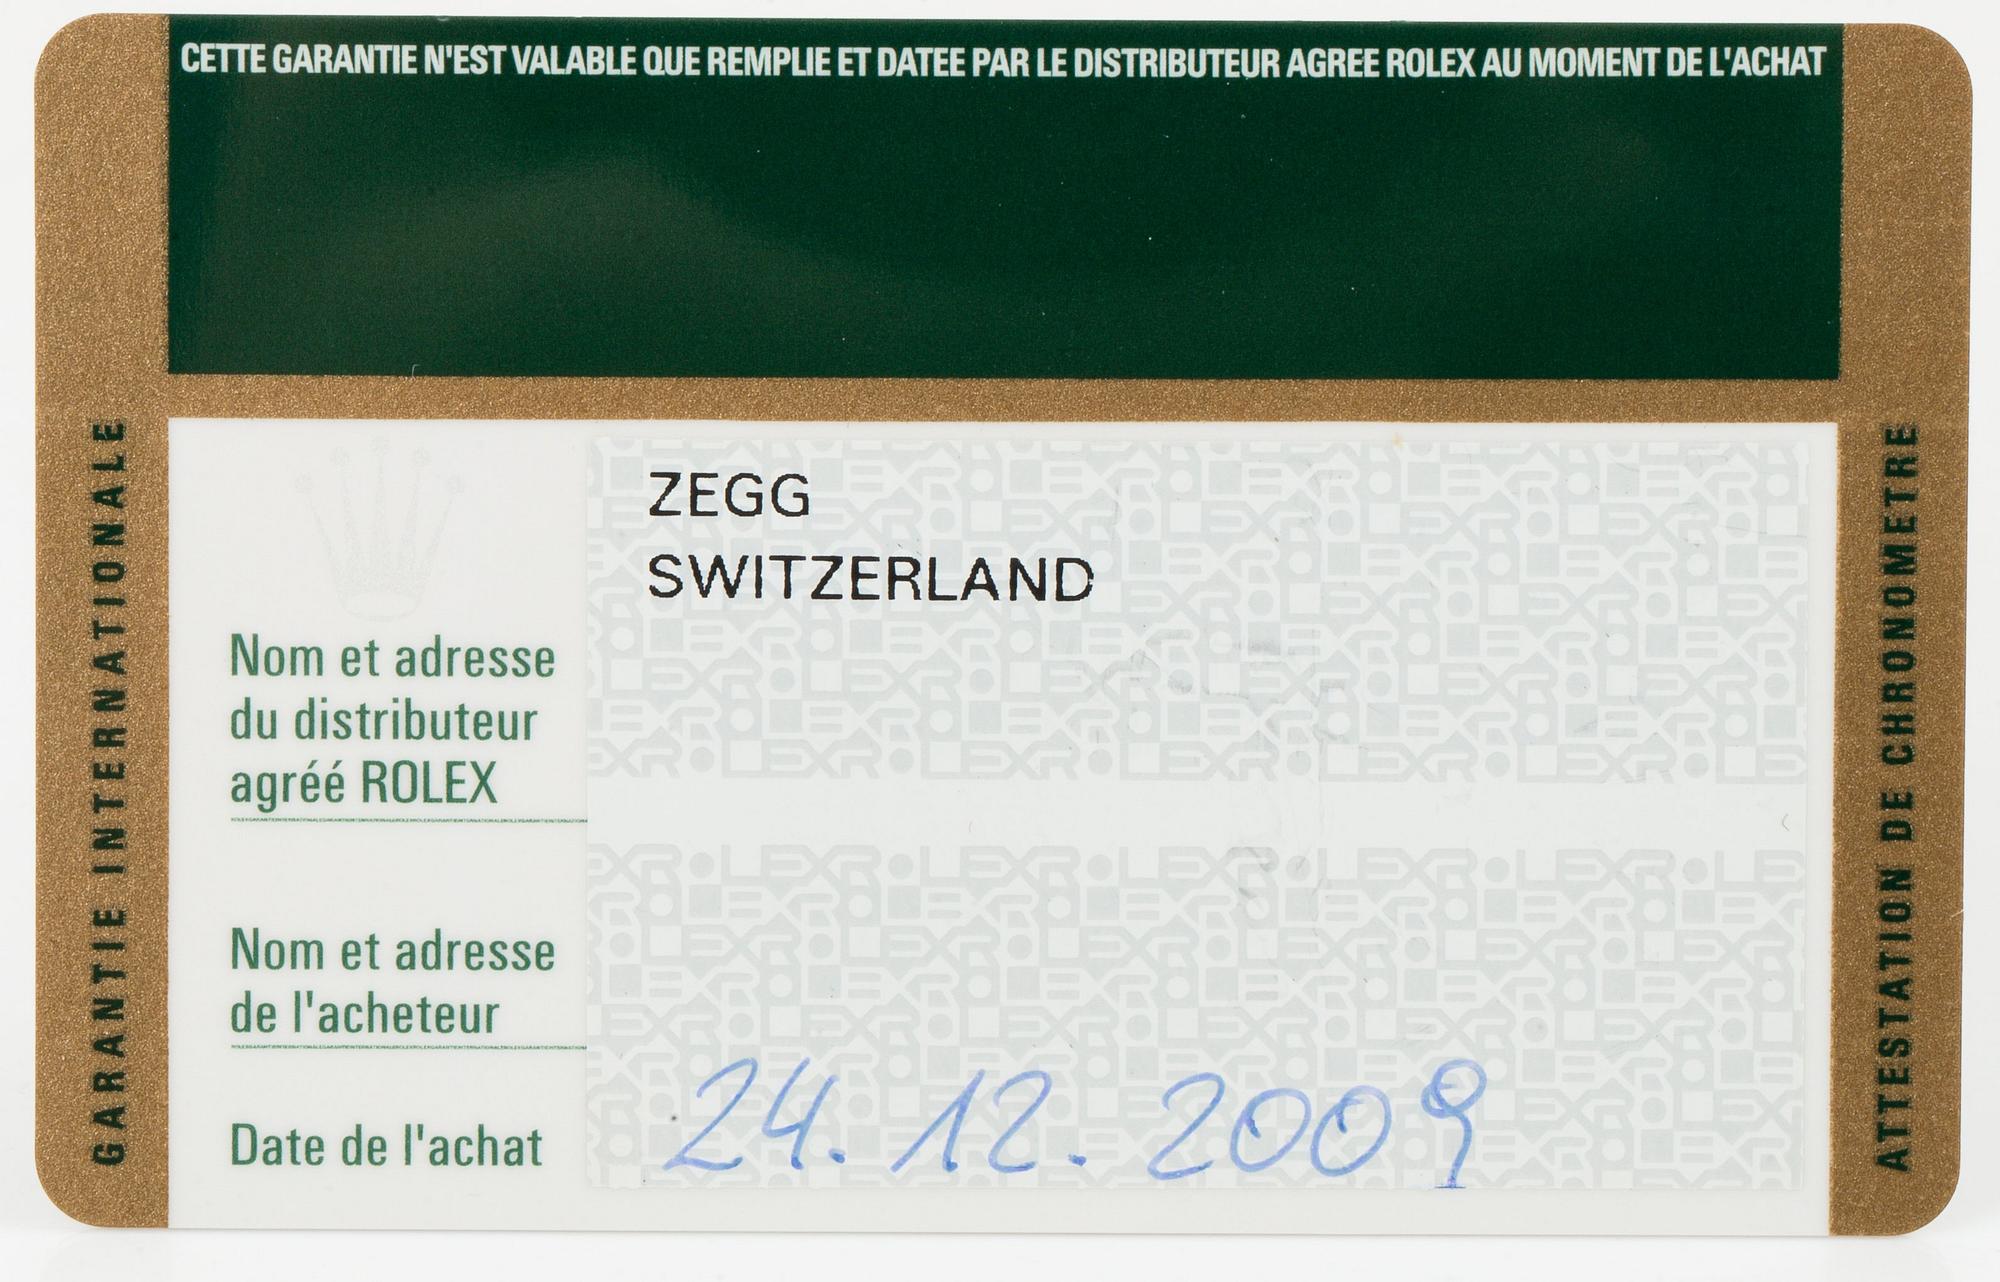 CETTE GARANTIE N'EST VALABLE QUE REMPLIE ET DATEE PAR LE DISTRIBUTEUR AGREE ROLEX AU MOMENT DE L'ACHAT
GARANTIE INTERNATIONALE
ZEGG
SWITZERLAND
Nom et adresse
du distributeur
agréé ROLEX
Nom et adresse
de l'acheteur
Date de l'achat
24.12.2009
ATTESTATION DE CHRONOMETRE